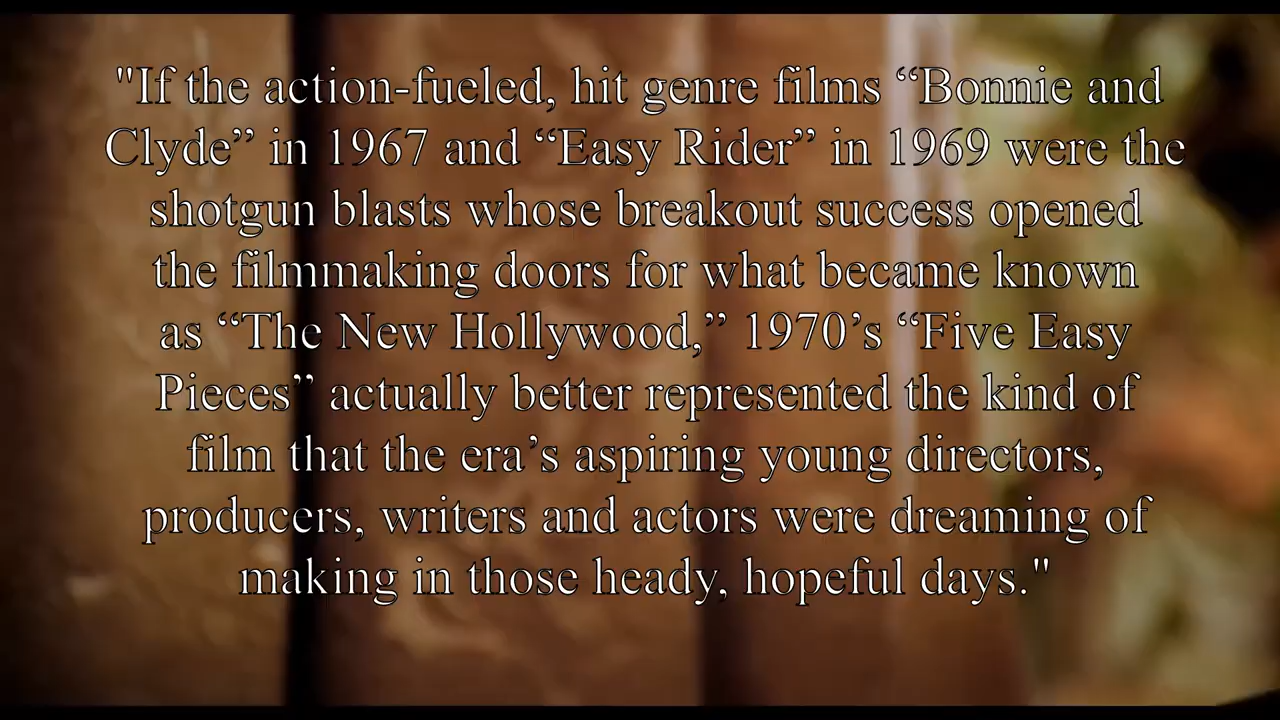 "If the action-fueled, hit genre films “Bonnie and
Clyde” in 1967 and “Easy Rider” in 1969 were the
shotgun blasts whose breakout success opened
the filmmaking doors for what became known
as “The New Hollywood,” 1970’s “Five Easy
Pieces” actually better represented the kind of
film that the era’s aspiring young directors,
producers, writers and actors were dreaming of
making in those heady, hopeful days."